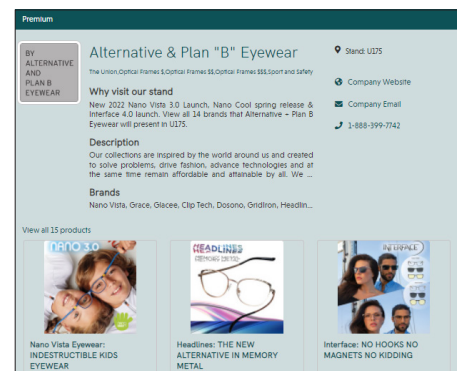 Premium
BY
ALTERNATIVE
AND
PLAN B
EYEWEAR
Alternative & Plan "B" Eyewear
The Union,Optical Frames $,Optical Frames $$,Optical Frames $$$,Sport and Safety
Why visit our stand
New 2022 Nano Vista 3.0 Launch, Nano Cool spring release &
Interface 4.0 launch. View all 14 brands that Alternative + Plan B
Eyewear will present in U175.
Description
Our collections are inspired by the world around us and created
to solve problems, drive fashion, advance technologies and at
the same time remain affordable and attainable by all. We ...
Brands
Nano Vista, Grace, Glacee, Clip Tech, Dosono, GridIron, Headlin...
Stand: U175
Company Website
Company Email
1-888-399-7742
View all 15 products
NANO 3.0
HEADLINES
MEMORY METAL
INTERFACE
Nano Vista Eyewear:
INDESTRUCTIBLE KIDS
EYEWEAR
Headlines: THE NEW
ALTERNATIVE IN MEMORY
METAL
Interface: NO HOOKS NO
MAGNETS NO KIDDING